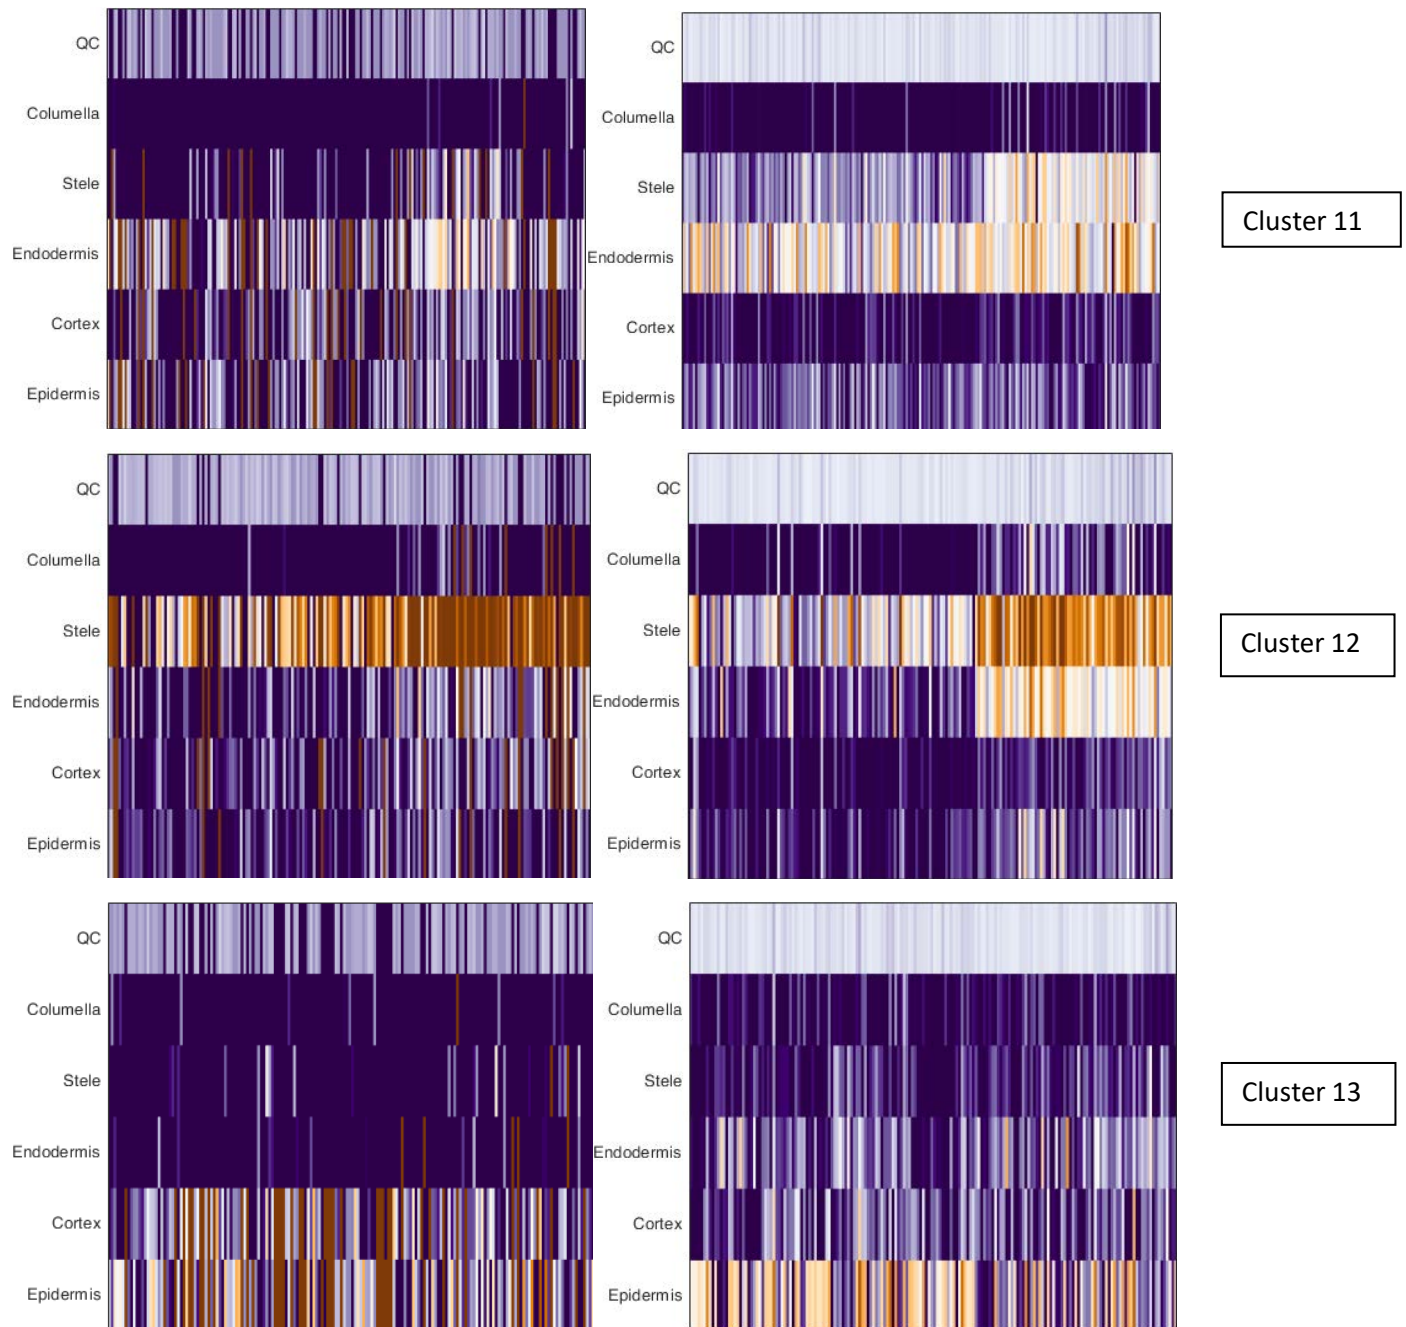 QC
Columella
Stele
Endodermis
Cortex
Epidermis
QC
Columella
Stele
Endodermis
Cortex
Epidermis
Cluster 11
QC
Columella
Stele
Endodermis
Cortex
Epidermis
QC
Columella
Stele
Endodermis
Cortex
Epidermis
Cluster 12
QC
Columella
Stele
Endodermis
Cortex
Epidermis
QC
Columella
Stele
Endodermis
Cortex
Epidermis
Cluster 13